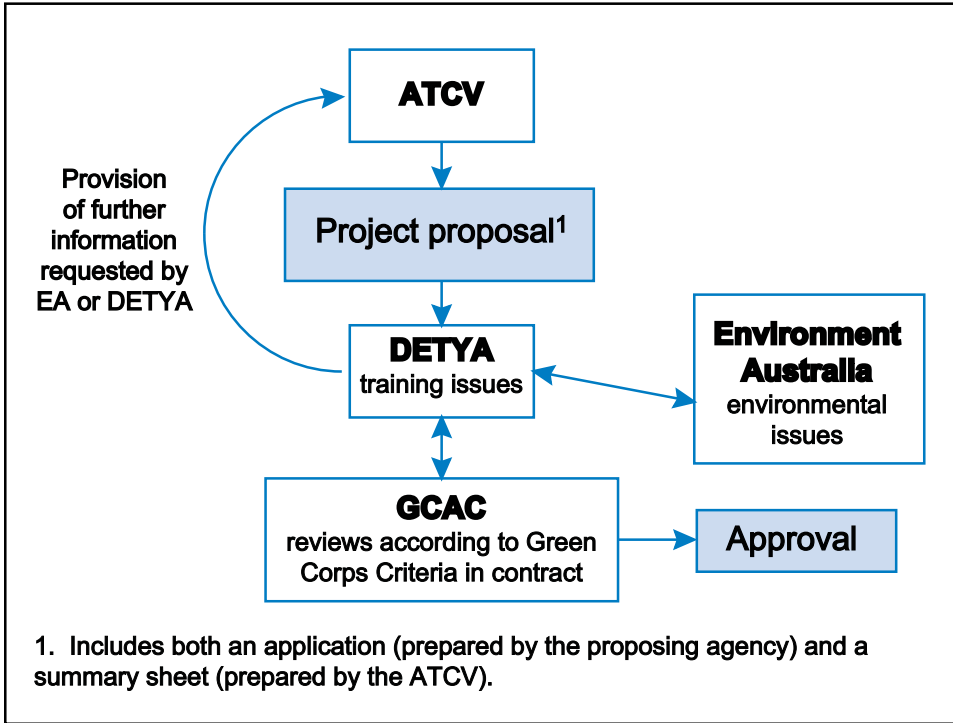 ATCV
Provision
of further
information
requested by
EA or DETYA
Project proposal¹
DETYA
training issues
Environment
Australia
environmental
issues
GCAC
reviews according to Green
Corps Criteria in contract
Approval
1. Includes both an application (prepared by the proposing agency) and a
summary sheet (prepared by the ATCV).